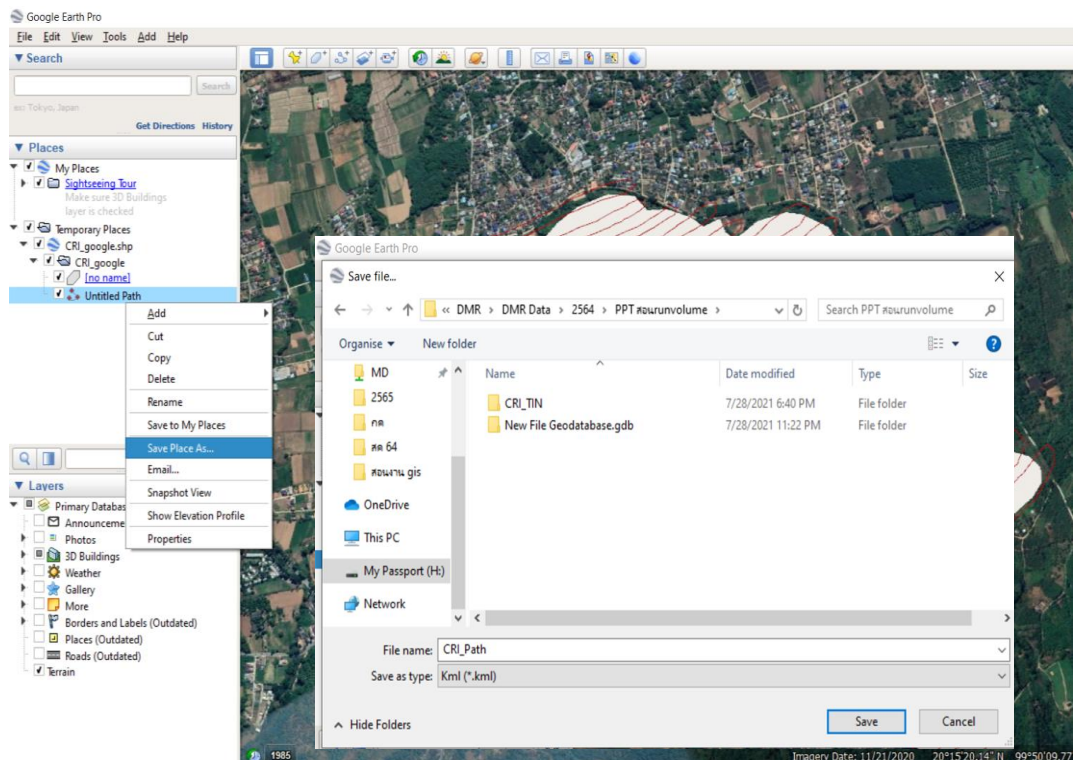 Google Earth Pro
File Edit View Tools Add Help
▼ Search
Search
ex: Tokyo, Japan
Get Directions History
▼ Places
My Places
Sightseeing Tour
Make sure 3D Buildings
layer is checked
Temporary Places
CRI_google.shp
CRI_google
[no name]
Untitled Path
Add
Cut
Copy
Delete
Rename
Save to My Places
Save Place As...
Email...
Snapshot View
Show Elevation Profile
Properties
▼ Layers
Primary Databas
Announceme
Photos
3D Buildings
Weather
Gallery
More
Borders and Labels (Outdated)
Places (Outdated)
Roads (Outdated)
Terrain
Google Earth Pro
Save file...
« DMR › DMR Data › 2564 › PPT สอนrunvolume ›
Search PPT สอนrunvolume
Organise New folder
MD
2565
กต
สต 64
สอนงาน gis
OneDrive
This PC
My Passport (H:)
Network
Name Date modified Type Size
CRI_TIN 7/28/2021 6:40 PM File folder
New File Geodatabase.gdb 7/28/2021 11:22 PM File folder
File name: CRI_Path
Save as type: Kml (*.kml)
Hide Folders
Save Cancel
1985
Imagery Date: 11/21/2020 20°15'20.14" N 99°50'09.77